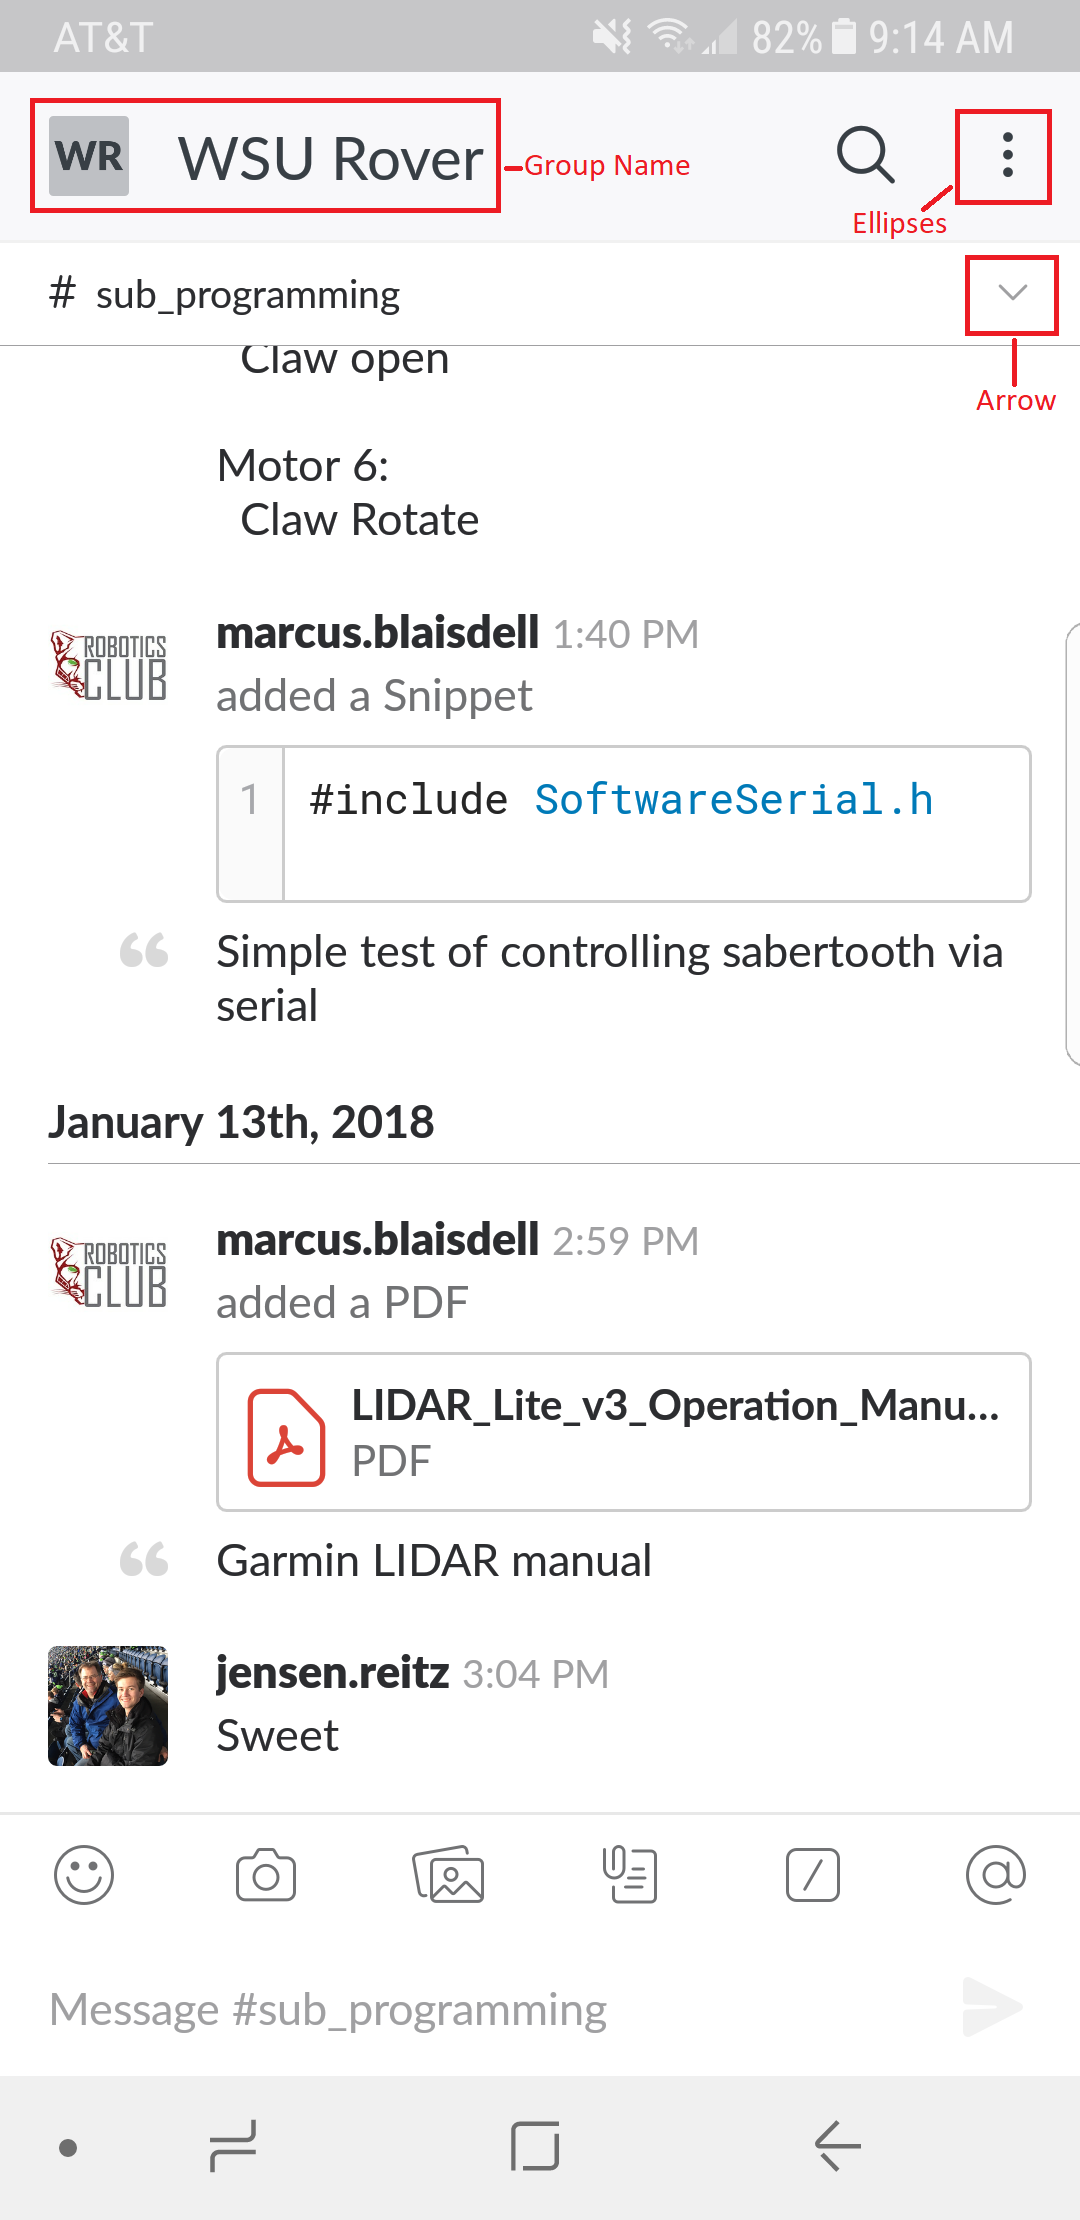 AT&T 82% 9:14 AM
WR WSU Rover Group Name
Ellipses
# sub_programming
Claw open
Arrow
Motor 6:
Claw Rotate
marcus.blaisdell 1:40 PM
ROBOTICS
CLUB
added a Snippet
1 #include SoftwareSerial.h
“ Simple test of controlling sabertooth via
serial
January 13th, 2018
marcus.blaisdell 2:59 PM
ROBOTICS
CLUB
added a PDF
LIDAR_Lite_v3_Operation_Manu...
PDF
“ Garmin LIDAR manual
jensen.reitz 3:04 PM
Sweet
Message #sub_programming